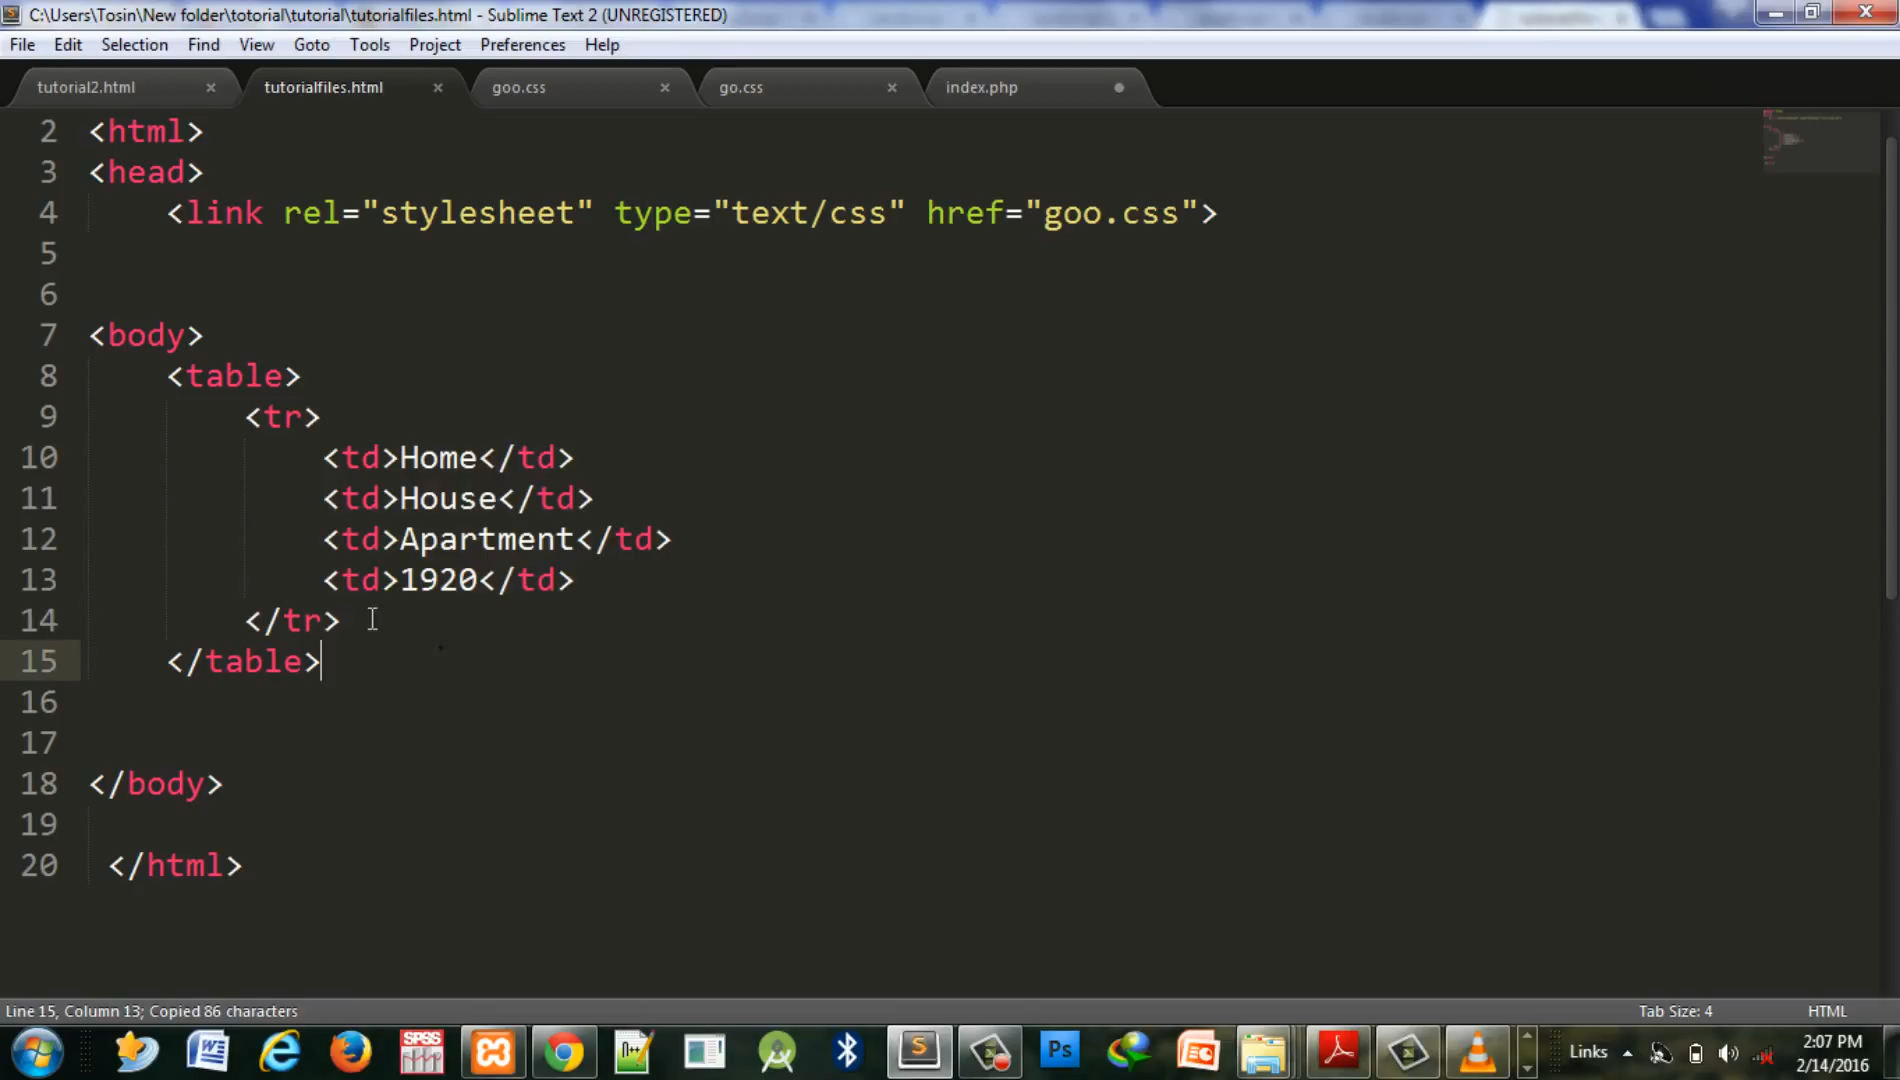 C:\Users\Tosin\New folder\totorial\tutorial\tutorialfiles.html - Sublime Text 2 (UNREGISTERED)
File Edit Selection Find View Goto Tools Project Preferences Help
tutorial2.html × tutorialfiles.html × goo.css × go.css × index.php
2 <html>
3 <head>
4 <link rel="stylesheet" type="text/css" href="goo.css">
5
6
7 <body>
8 <table>
9 <tr>
10 <td>Home</td>
11 <td>House</td>
12 <td>Apartment</td>
13 <td>1920</td>
14 </tr>
15 </table>
16
17
18 </body>
19
20 </html>
Line 15, Column 13; Copied 86 characters Tab Size: 4 HTML
SPSS n++ S Ps Links 2:07 PM
2/14/2016